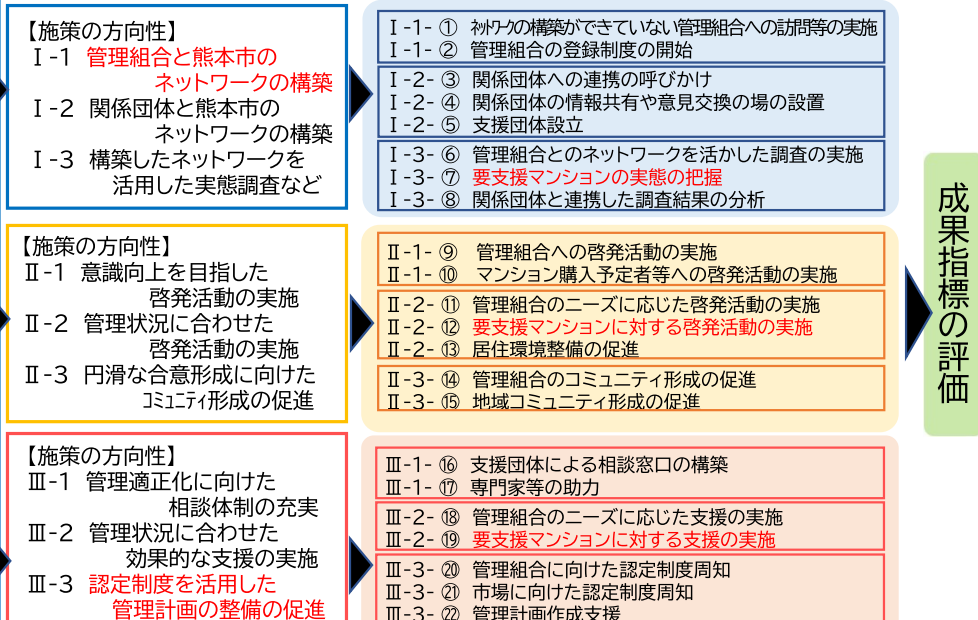 【施策の方向性】
Ⅰ-1 管理組合と熊本市の
ネットワークの構築
Ⅰ-2 関係団体と熊本市の
ネットワークの構築
Ⅰ-3 構築したネットワークを
活用した実態調査など
Ⅰ-1- ① ﾈｯﾄﾜｰｸの構築ができていない管理組合への訪問等の実施
Ⅰ-1- ② 管理組合の登録制度の開始
Ⅰ-2- ③ 関係団体への連携の呼びかけ
Ⅰ-2- ④ 関係団体の情報共有や意見交換の場の設置
Ⅰ-2- ⑤ 支援団体設立
Ⅰ-3- ⑥ 管理組合とのネットワークを活かした調査の実施
Ⅰ-3- ⑦ 要支援マンションの実態の把握
Ⅰ-3- ⑧ 関係団体と連携した調査結果の分析
【施策の方向性】
Ⅱ-1 意識向上を目指した
啓発活動の実施
Ⅱ-2 管理状況に合わせた
啓発活動の実施
Ⅱ-3 円滑な合意形成に向けた
ｺﾐｭﾆﾃｨ形成の促進
Ⅱ-1- ⑨ 管理組合への啓発活動の実施
Ⅱ-1- ⑩ マンション購入予定者等への啓発活動の実施
Ⅱ-2- ⑪ 管理組合のニーズに応じた啓発活動の実施
Ⅱ-2- ⑫ 要支援マンションに対する啓発活動の実施
Ⅱ-2- ⑬ 居住環境整備の促進
Ⅱ-3- ⑭ 管理組合のコミュニティ形成の促進
Ⅱ-3- ⑮ 地域コミュニティ形成の促進
【施策の方向性】
Ⅲ-1 管理適正化に向けた
相談体制の充実
Ⅲ-2 管理状況に合わせた
効果的な支援の実施
Ⅲ-3 認定制度を活用した
管理計画の整備の促進
Ⅲ-1- ⑯ 支援団体による相談窓口の構築
Ⅲ-1- ⑰ 専門家等の助力
Ⅲ-2- ⑱ 管理組合のニーズに応じた支援の実施
Ⅲ-2- ⑲ 要支援マンションに対する支援の実施
Ⅲ-3- ⑳ 管理組合に向けた認定制度周知
Ⅲ-3- ㉑ 市場に向けた認定制度周知
Ⅲ-3- ㉒ 管理計画作成支援
成果指標の評価